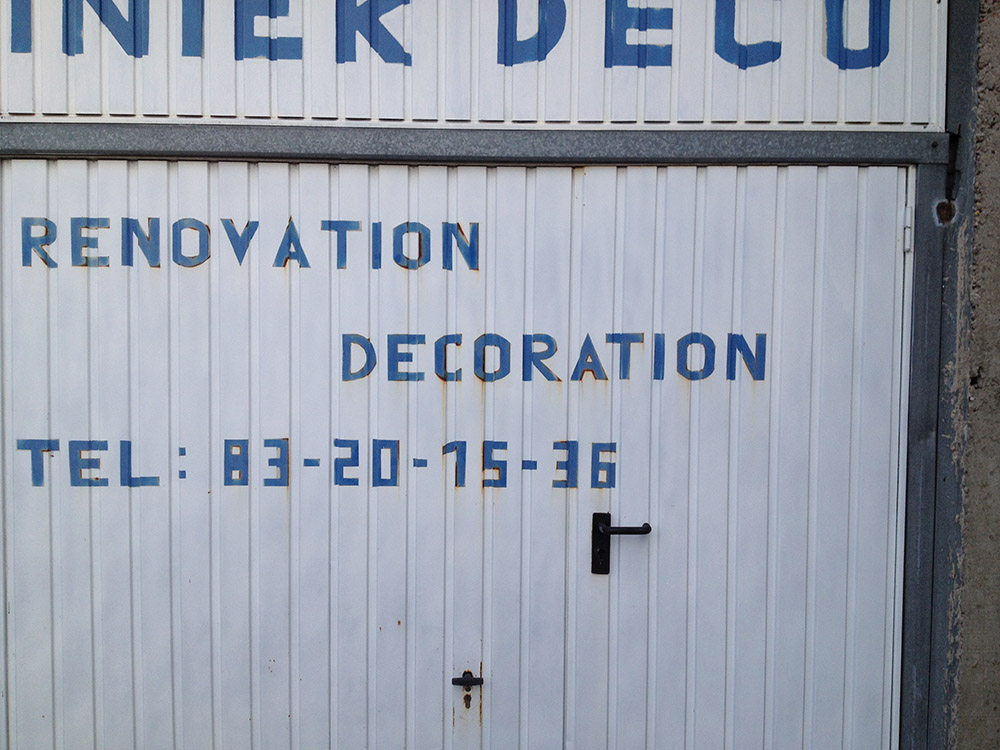 DECO
RENOVATION
DECORATION
TEL: 83-20-15-36